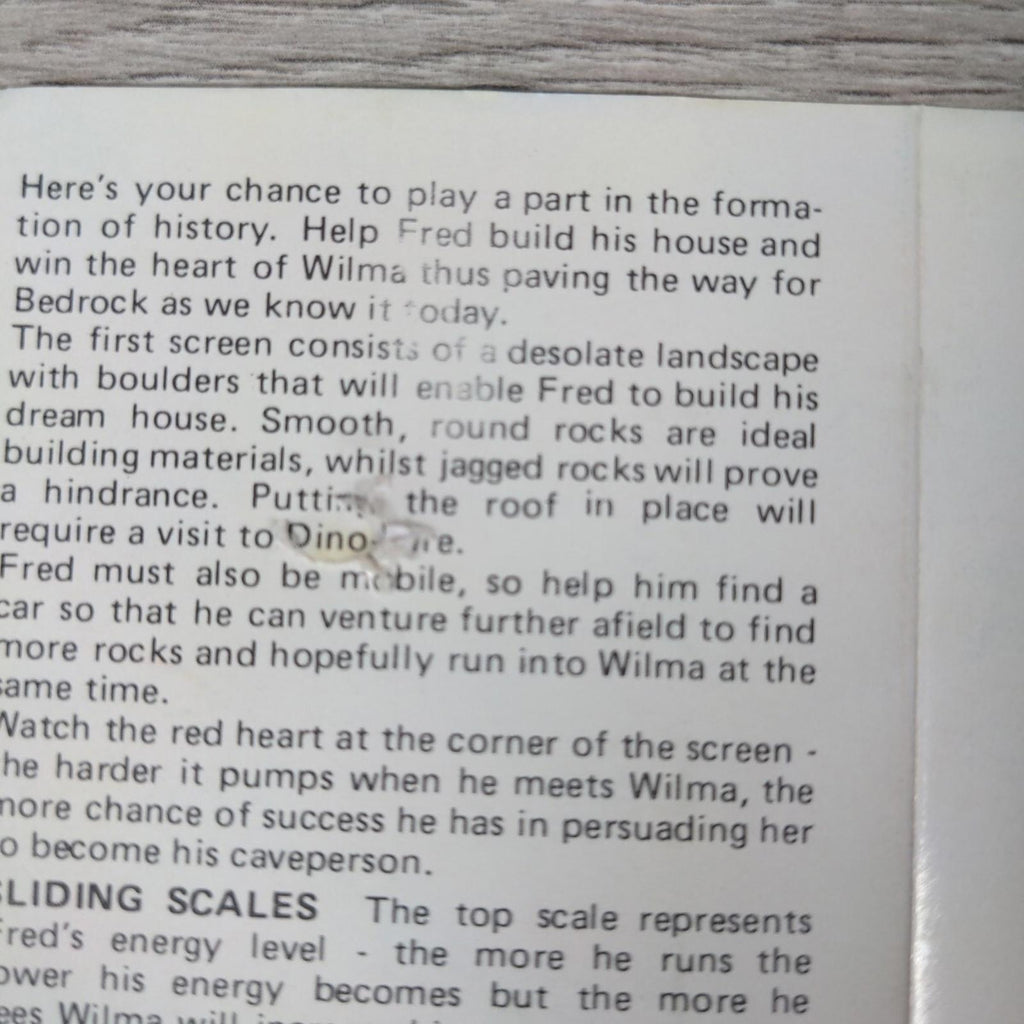 Here's your chance to play a part in the forma-
tion of history. Help Fred build his house and
win the heart of Wilma thus paving the way for
Bedrock as we know it today.
The first screen consists of a desolate landscape
with boulders that will enable Fred to build his
dream house. Smooth, round rocks are ideal
building materials, whilst jagged rocks will prove
a hindrance. the roof in place will
require a visit to
Fred must also be mobile, so help him find a
car so that he can venture further afield to find
more rocks and hopefully run into Wilma at the
same time.
Watch the red heart at the corner of the screen -
the harder it pumps when he meets Wilma, the
more chance of success he has in persuading her
to become his caveperson.
SLIDING SCALES The top scale represents
Fred's energy level - the more he runs the
lower his energy becomes but the more he
Wilma will